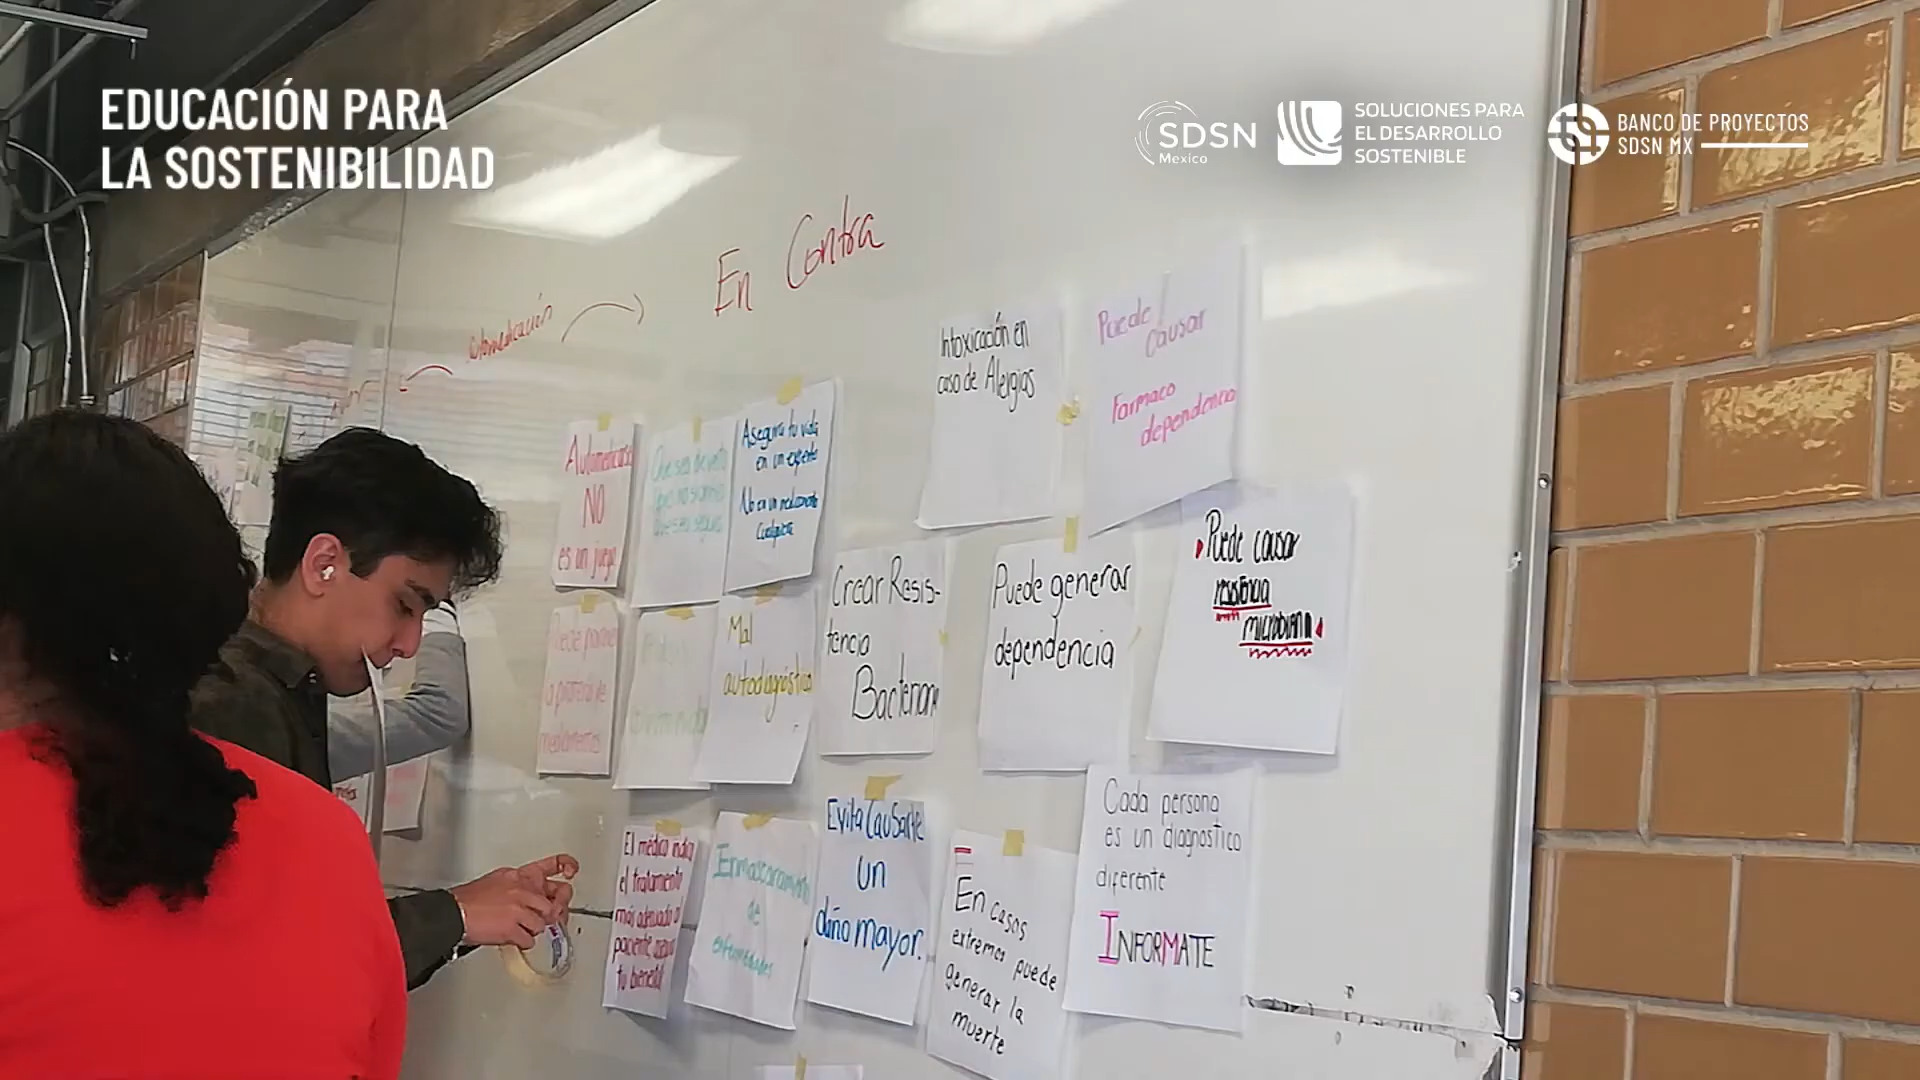 EDUCACIÓN PARA
LA SOSTENIBILIDAD
SDSN
Mexico
SOLUCIONES PARA
EL DESARROLLO
SOSTENIBLE
BANCO DE PROYECTOS
SDSN MX
En Contra
automedicación
Intoxicación en
caso de Alergias
Puede
Causar
Farmaco
dependencia
Automedicarse
NO
es un juego
Asegura tu vida
en un experto
No en un medicamento
cualquiera
Mal
autodiagnóstico
Crear Resis-
tencia
Bacteriana
Puede generar
dependencia
Puede causar
resistencia
microbiana
El médico indica
el tratamiento
más adecuado al
paciente,
tu bienestar
Enmascaramiento
de
enfermedades
Evita Causarte
un
daño mayor.
En casos
extremos puede
generar la
muerte
Cada persona
es un diagnostico
diferente
INFORMATE